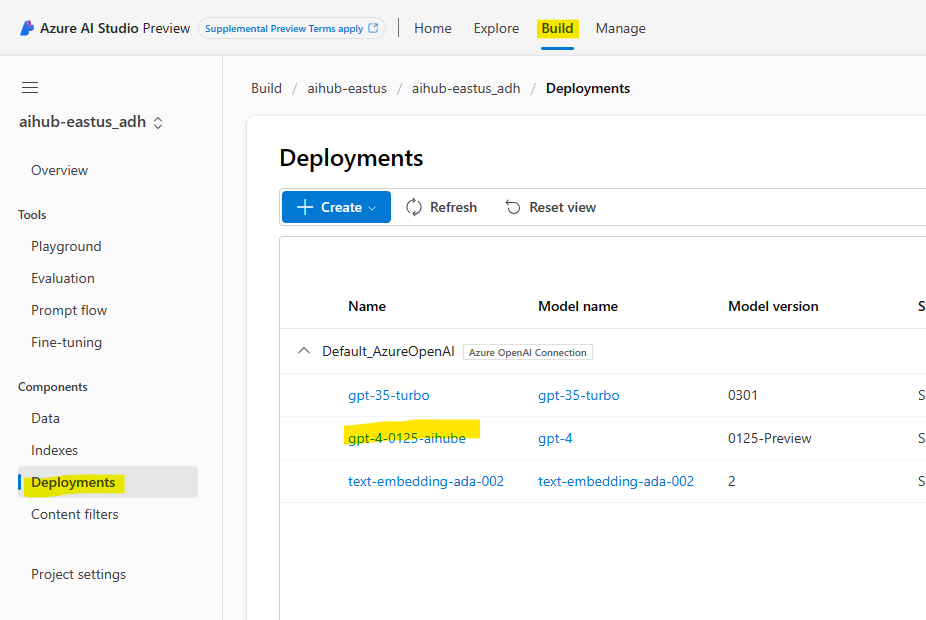 Azure AI Studio Preview Supplemental Preview Terms apply Home Explore Build Manage
Build / aihub-eastus / aihub-eastus_adh / Deployments
aihub-eastus_adh
Overview
Tools
Playground
Evaluation
Prompt flow
Fine-tuning
Components
Data
Indexes
Deployments
Content filters
Project settings
Deployments
Create Refresh Reset view
Name Model name Model version S
Default_AzureOpenAI Azure OpenAI Connection
gpt-35-turbo gpt-35-turbo 0301 S
gpt-4-0125-aihube gpt-4 0125-Preview S
text-embedding-ada-002 text-embedding-ada-002 2 S